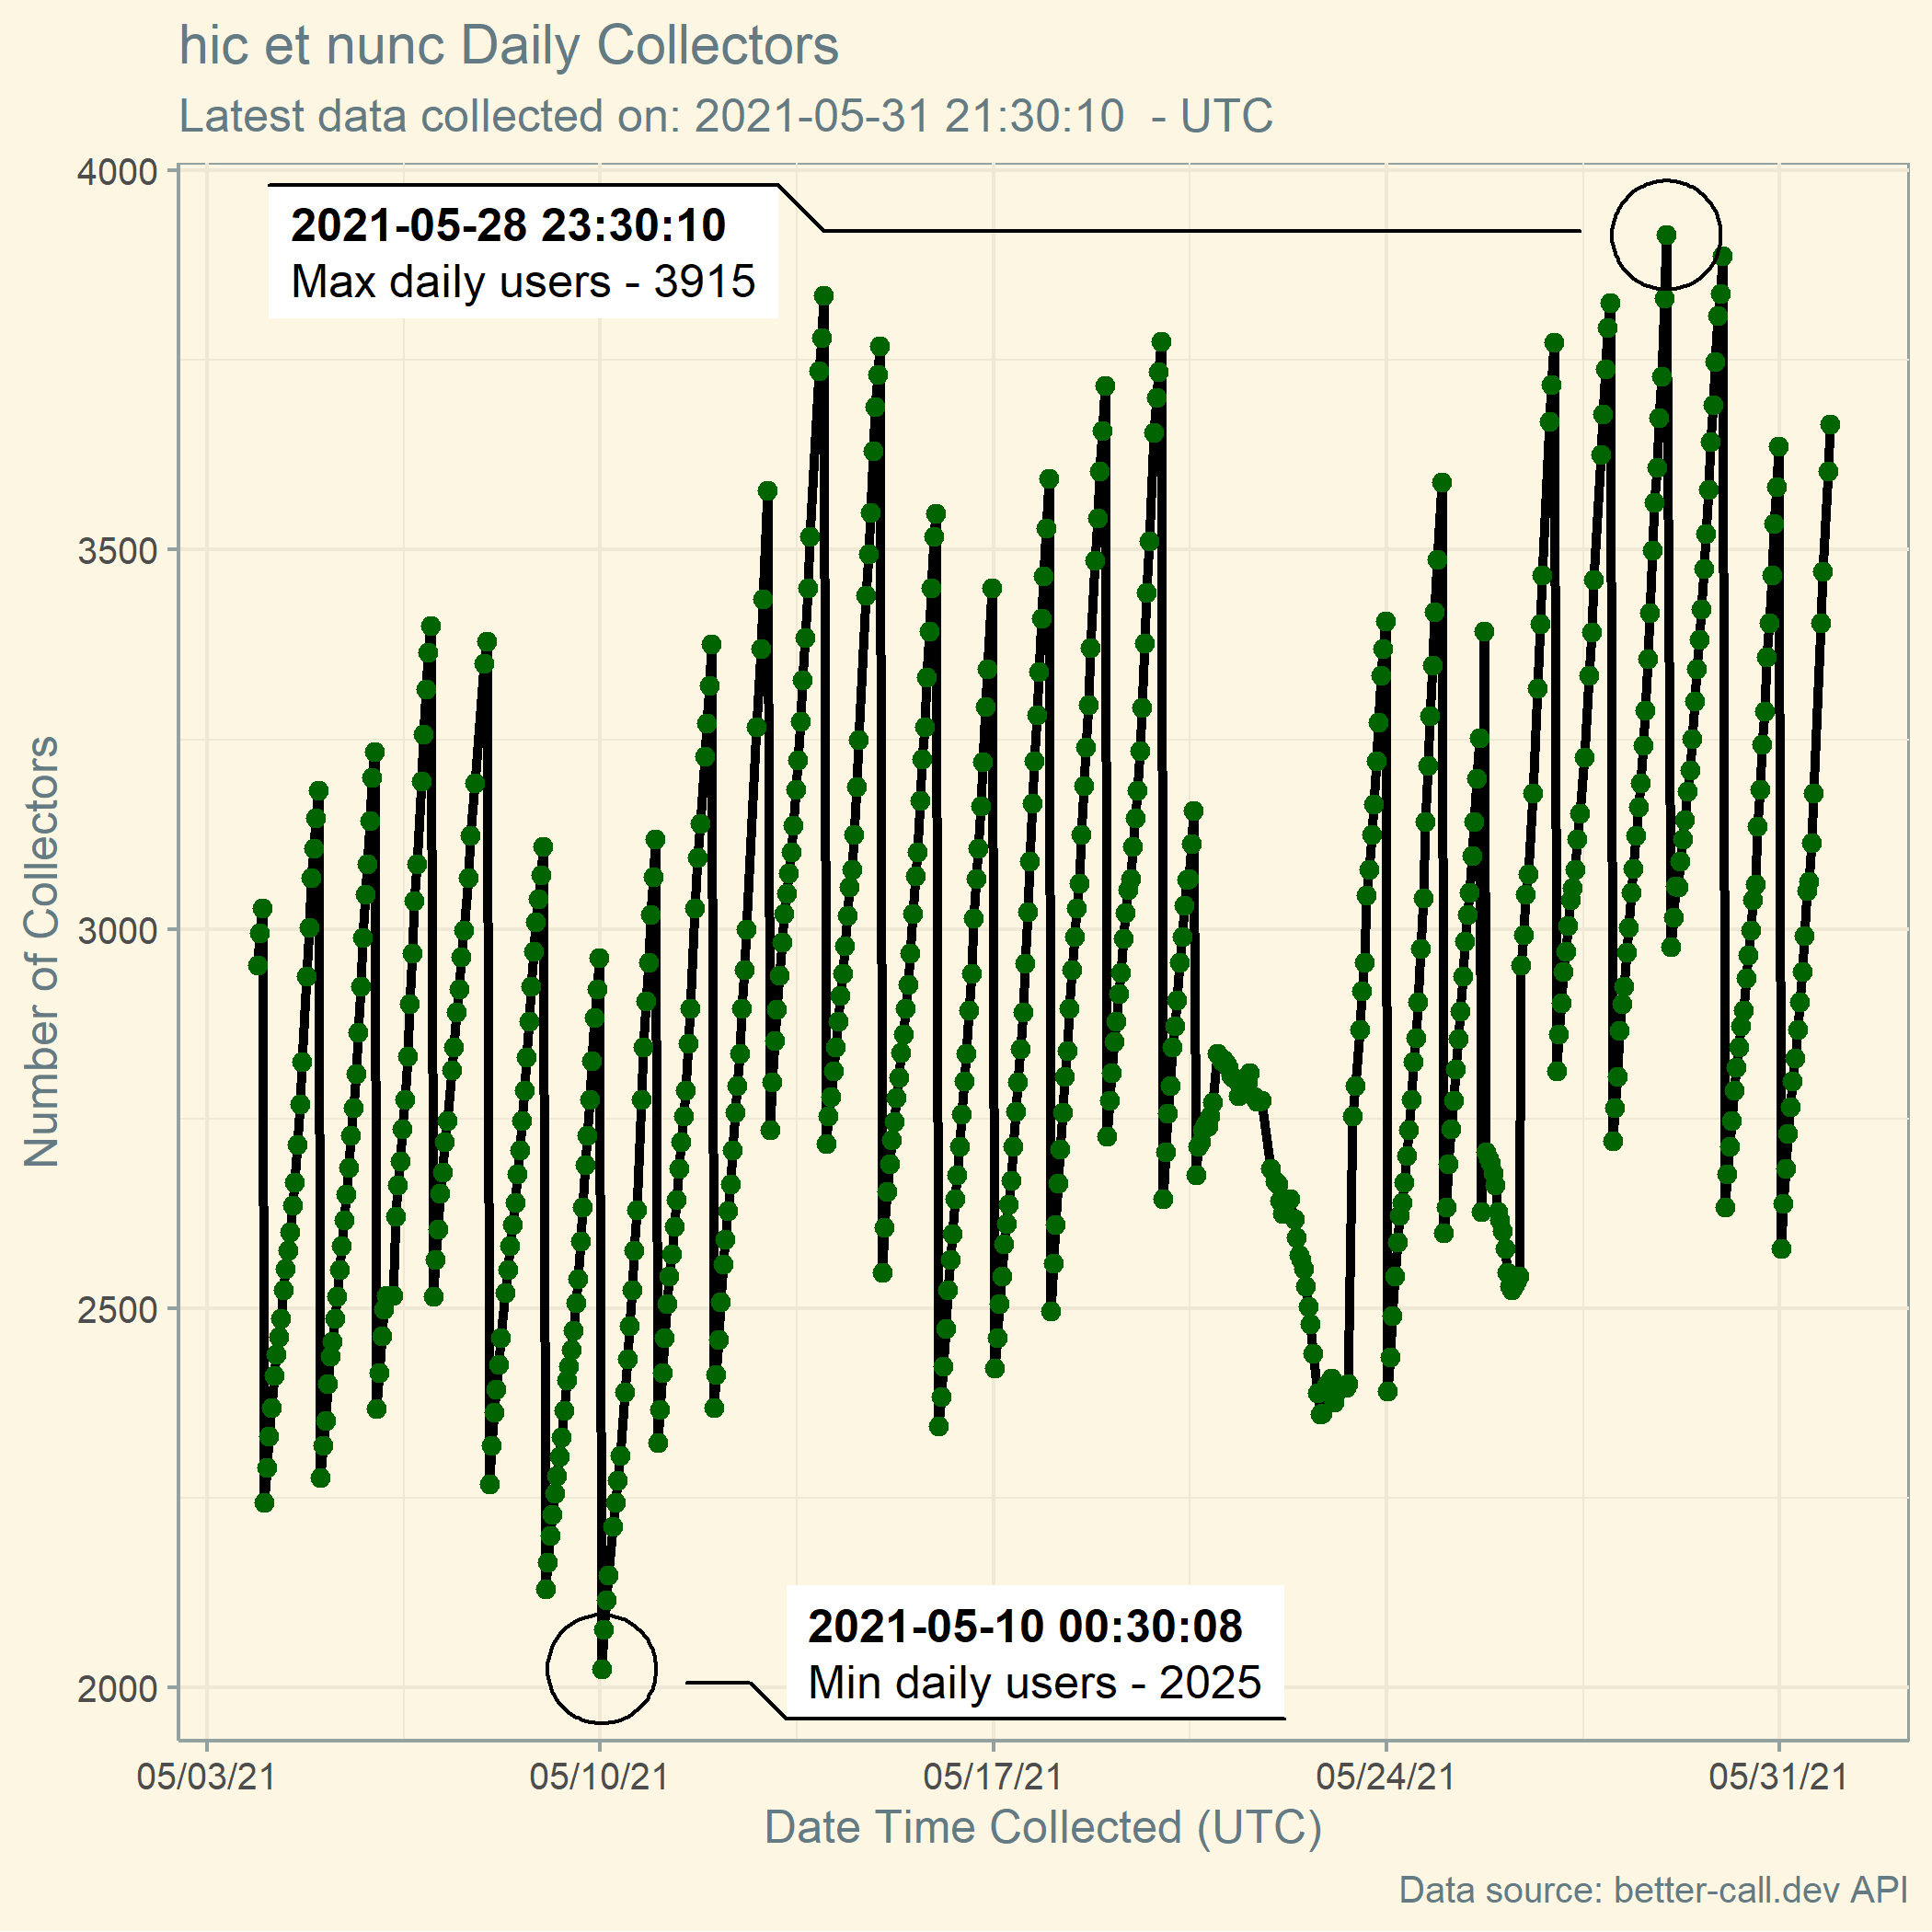 hic et nunc Daily Collectors
Latest data collected on: 2021-05-31 21:30:10  - UTC
4000
3500
3000
2500
2000
Number of Collectors
2021-05-28 23:30:10
Max daily users - 3915
2021-05-10 00:30:08
Min daily users - 2025
05/03/21
05/10/21
05/17/21
05/24/21
05/31/21
Date Time Collected (UTC)
Data source: better-call.dev API